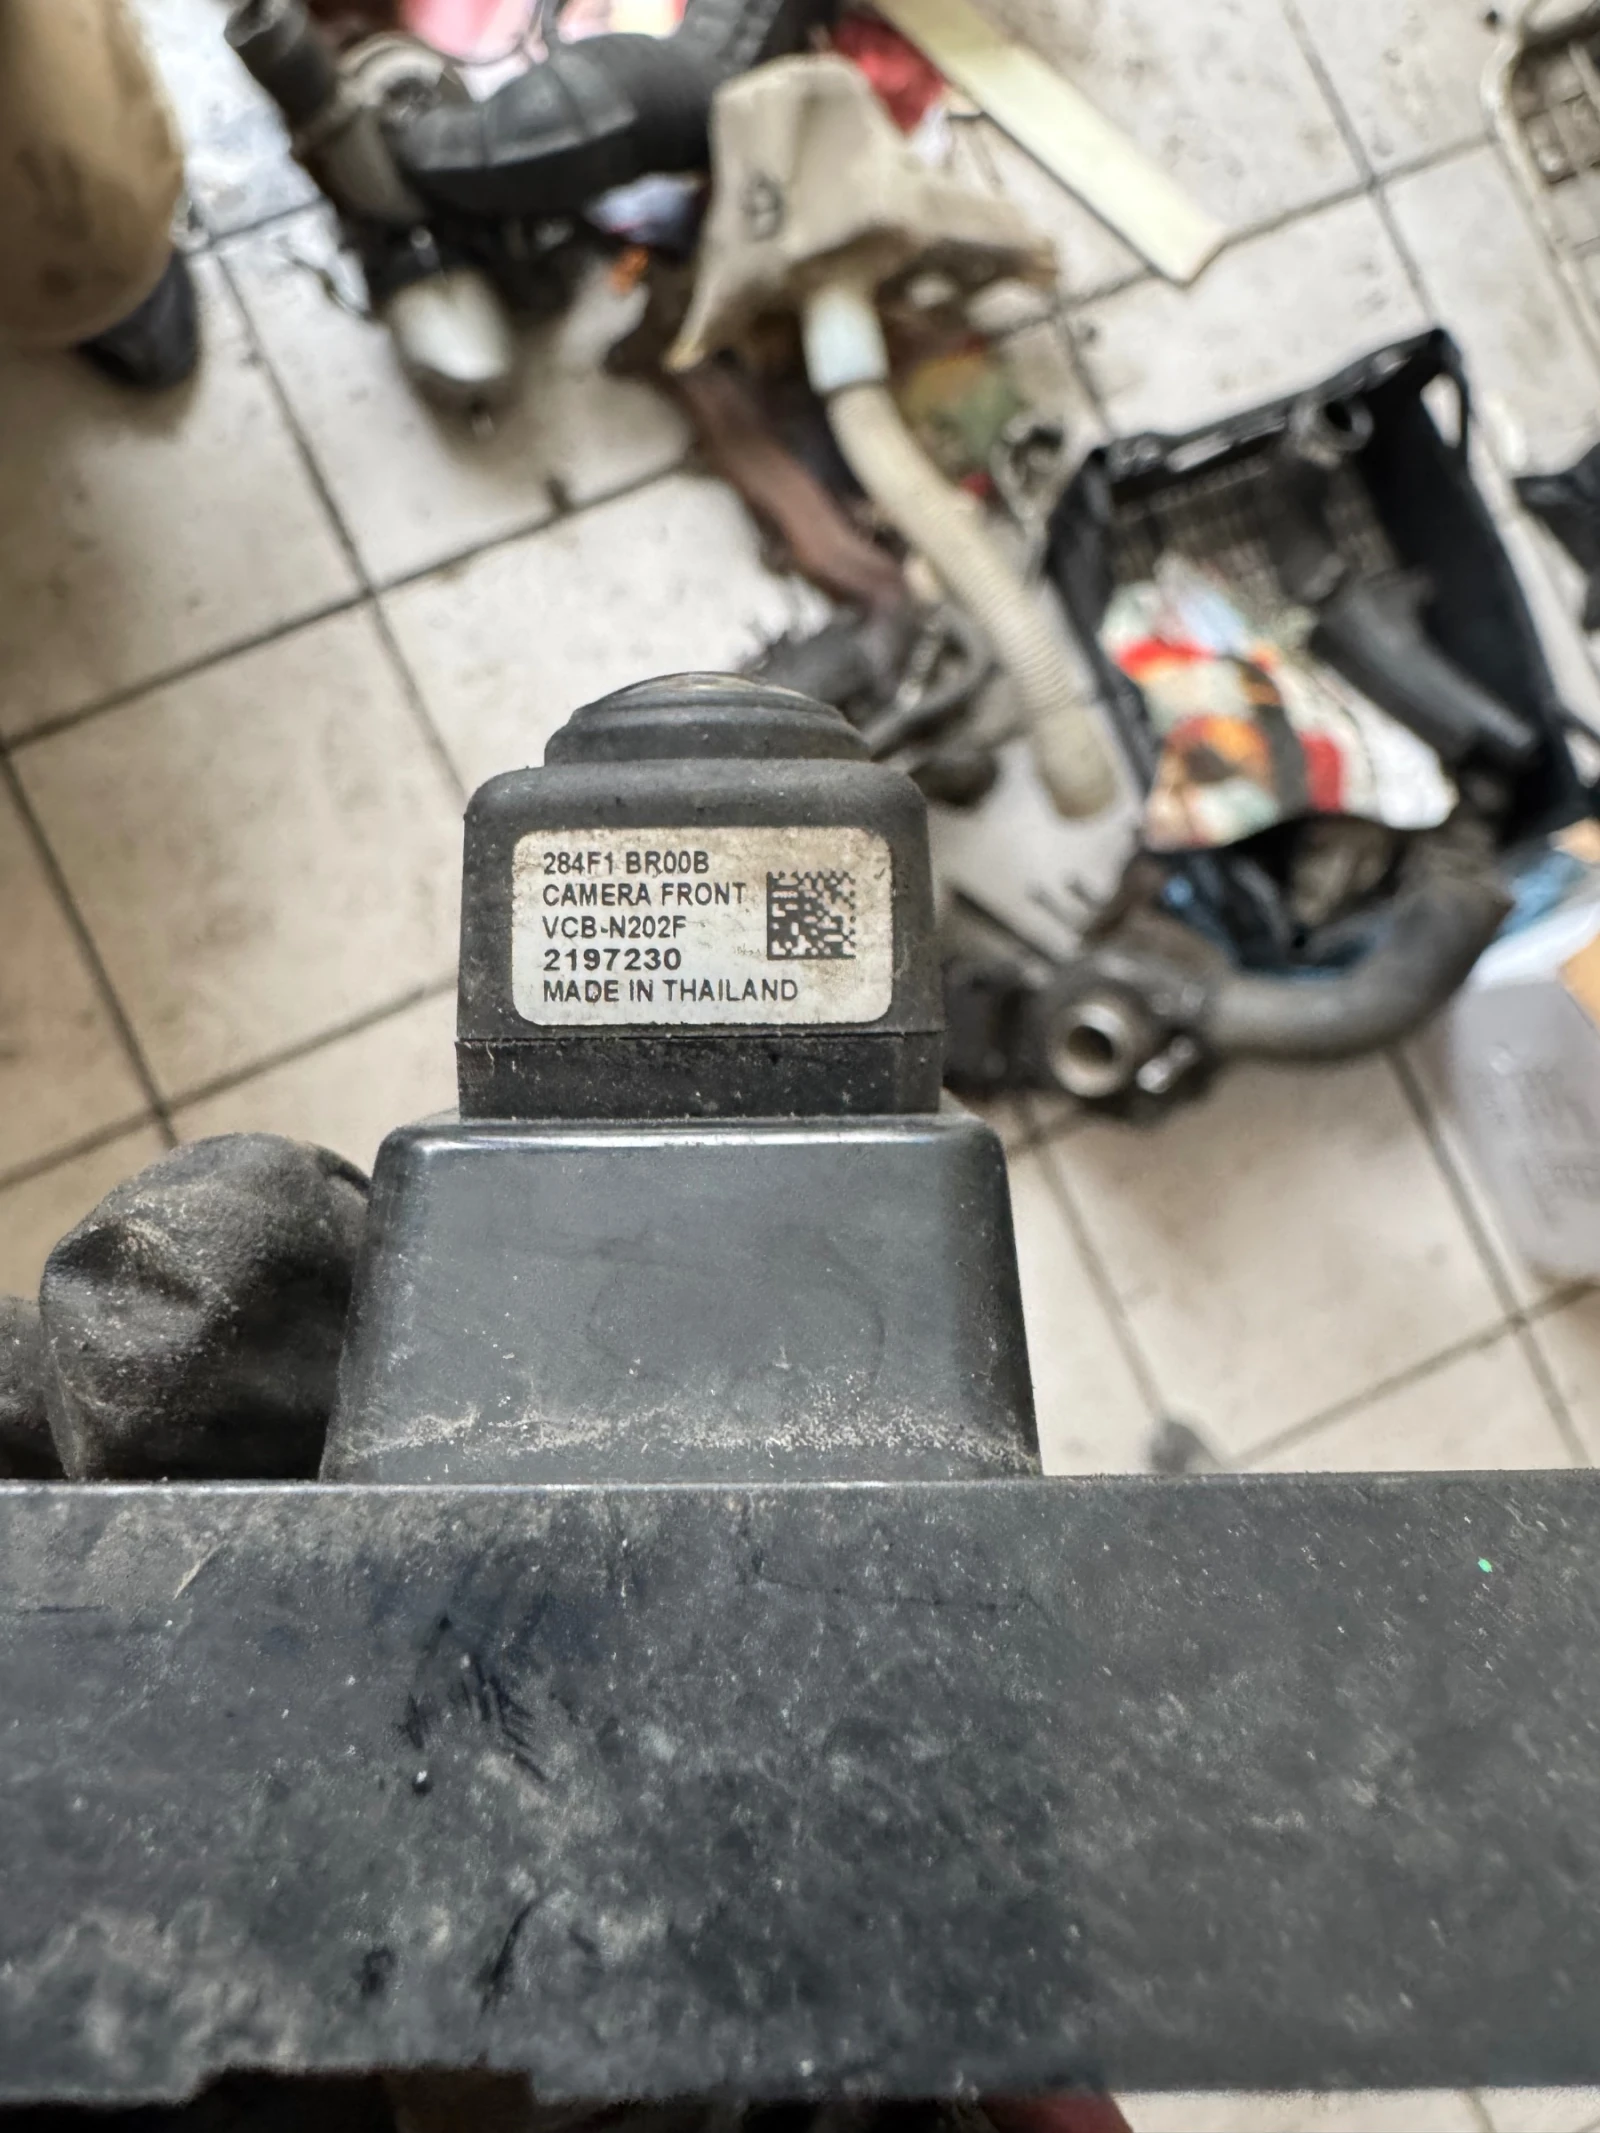 284F1 BR00B
CAMERA FRONT
VCB-N202F
2197230
MADE IN THAILAND